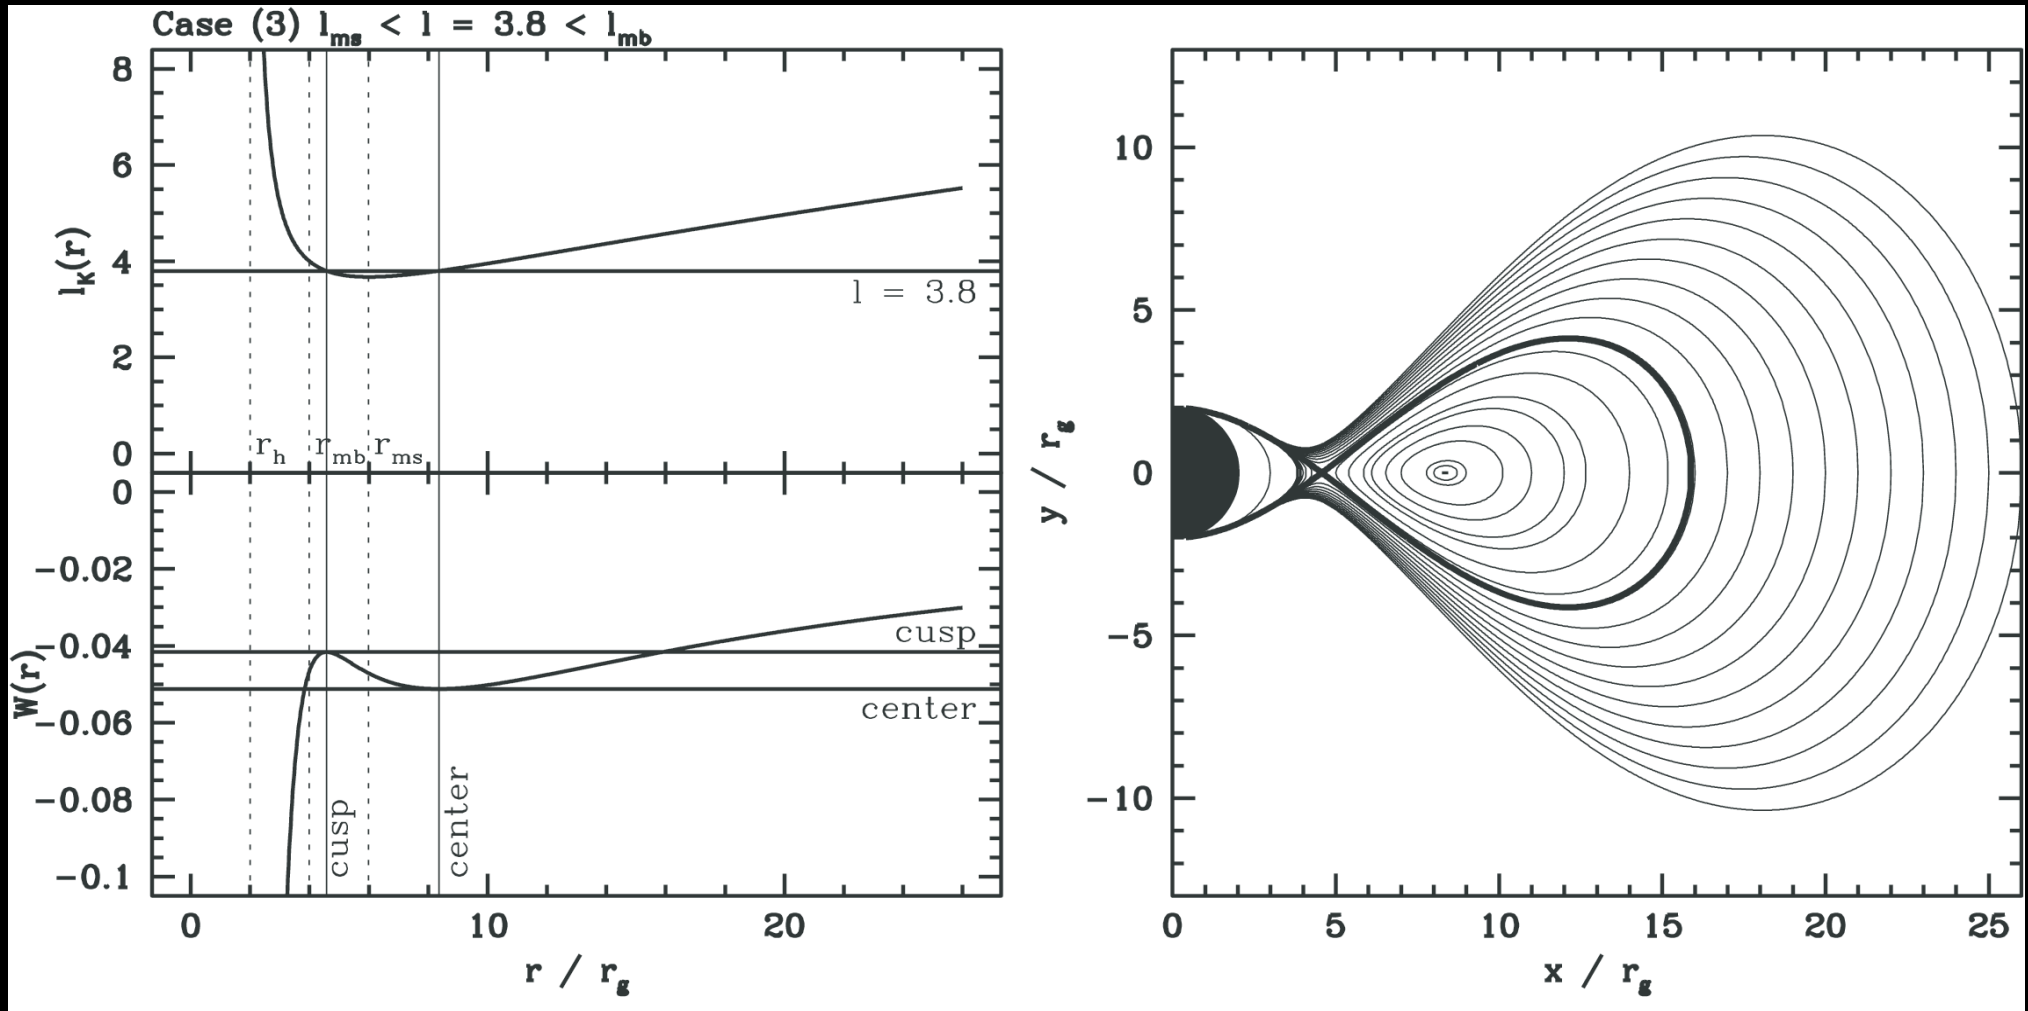 Case (3) l_ms < l = 3.8 < l_mb
8
6
4
2
0
l_K(r)
l = 3.8
r_h
r_mb
r_ms
0
−0.02
−0.04
−0.06
−0.08
−0.1
W(r)
cusp
center
cusp
center
0
10
20
r / r_g
10
5
0
−5
−10
y / r_g
0
5
10
15
20
25
x / r_g